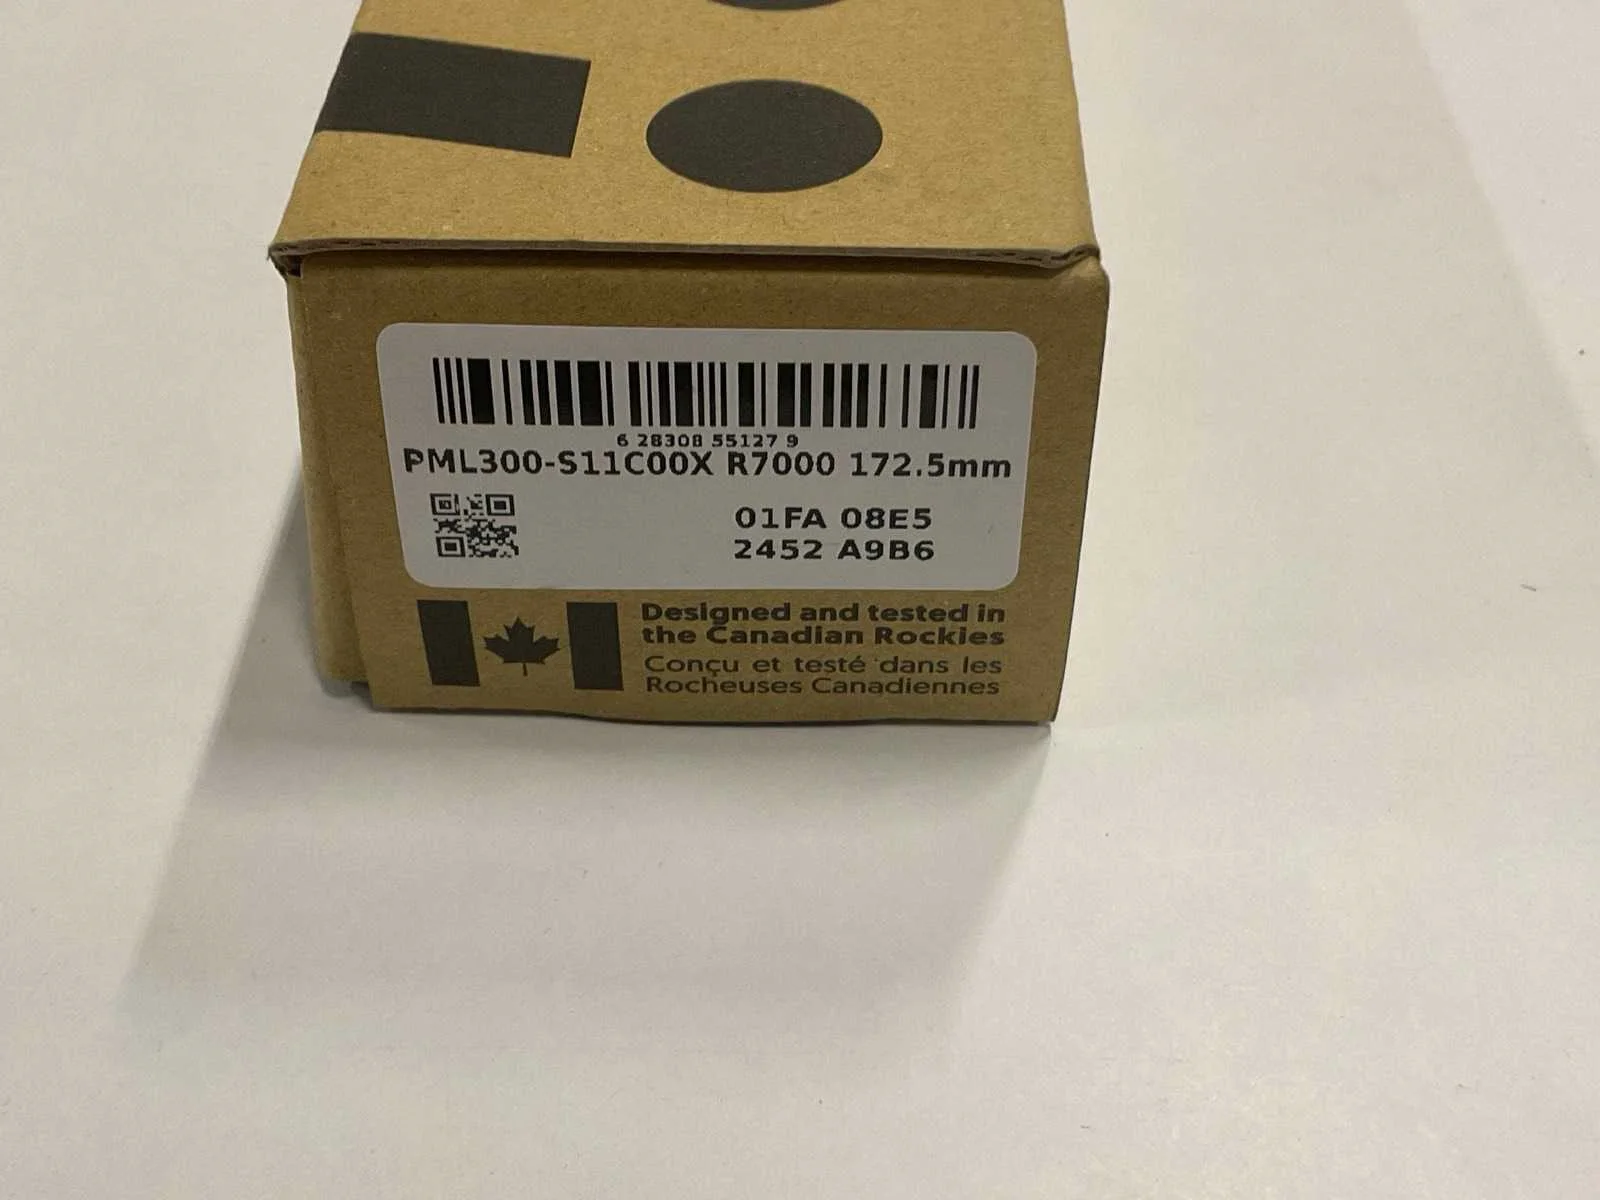 6 28308 55127 9
PML300-S11C00X R7000 172.5mm
01FA 08E5
2452 A9B6
Designed and tested in
the Canadian Rockies
Conçu et testé dans les
Rocheuses Canadiennes